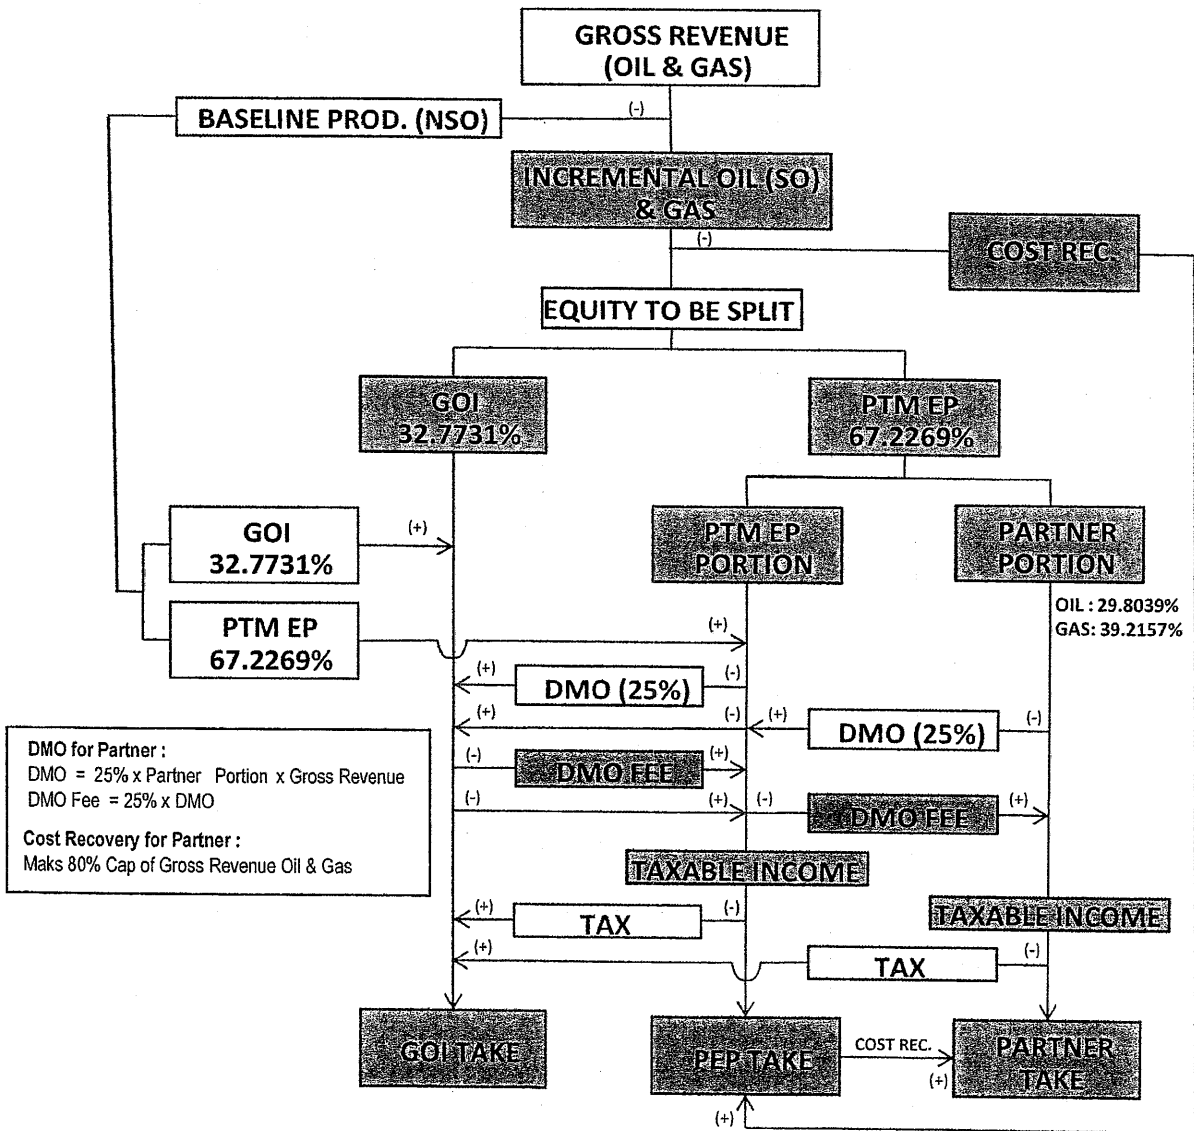 GROSS REVENUE
(OIL & GAS)
(-)
BASELINE PROD. (NSO)
INCREMENTAL OIL (SO)
& GAS
(-)
COST REC.
EQUITY TO BE SPLIT
GOI
32.7731%
PTM EP
67.2269%
GOI
32.7731%
(+)
PTM EP
PORTION
PARTNER
PORTION
OIL : 29.8039%
GAS: 39.2157%
PTM EP
67.2269%
(+)
(+)
DMO (25%)
(-)
(+)
(-)
(+)
DMO (25%)
(-)
(-)
DMO FEE
(+)
(-)
(+)
(-)
DMO FEE
(+)
DMO for Partner :
DMO = 25% x Partner Portion x Gross Revenue
DMO Fee = 25% x DMO
Cost Recovery for Partner :
Maks 80% Cap of Gross Revenue Oil & Gas
TAXABLE INCOME
TAXABLE INCOME
(+)
TAX
(-)
(+)
TAX
(-)
GOI TAKE
PEP TAKE
COST REC.
(+)
PARTNER
TAKE
(+)